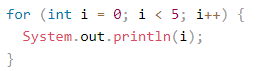 for (int i = 0; i < 5; i++) {
  System.out.println(i);
}